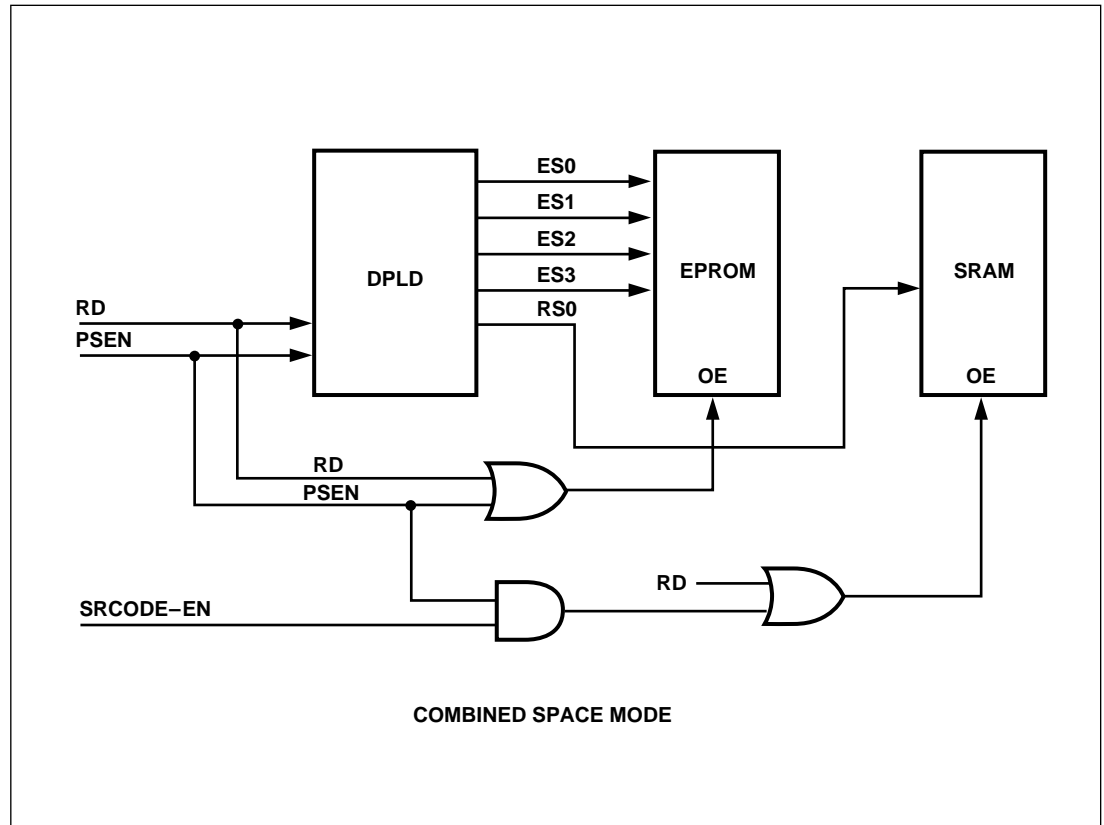 ES0
ES1
ES2
ES3
RS0
DPLD
EPROM
OE
SRAM
OE
RD
PSEN
RD
PSEN
RD
SRCODE–EN
COMBINED SPACE MODE